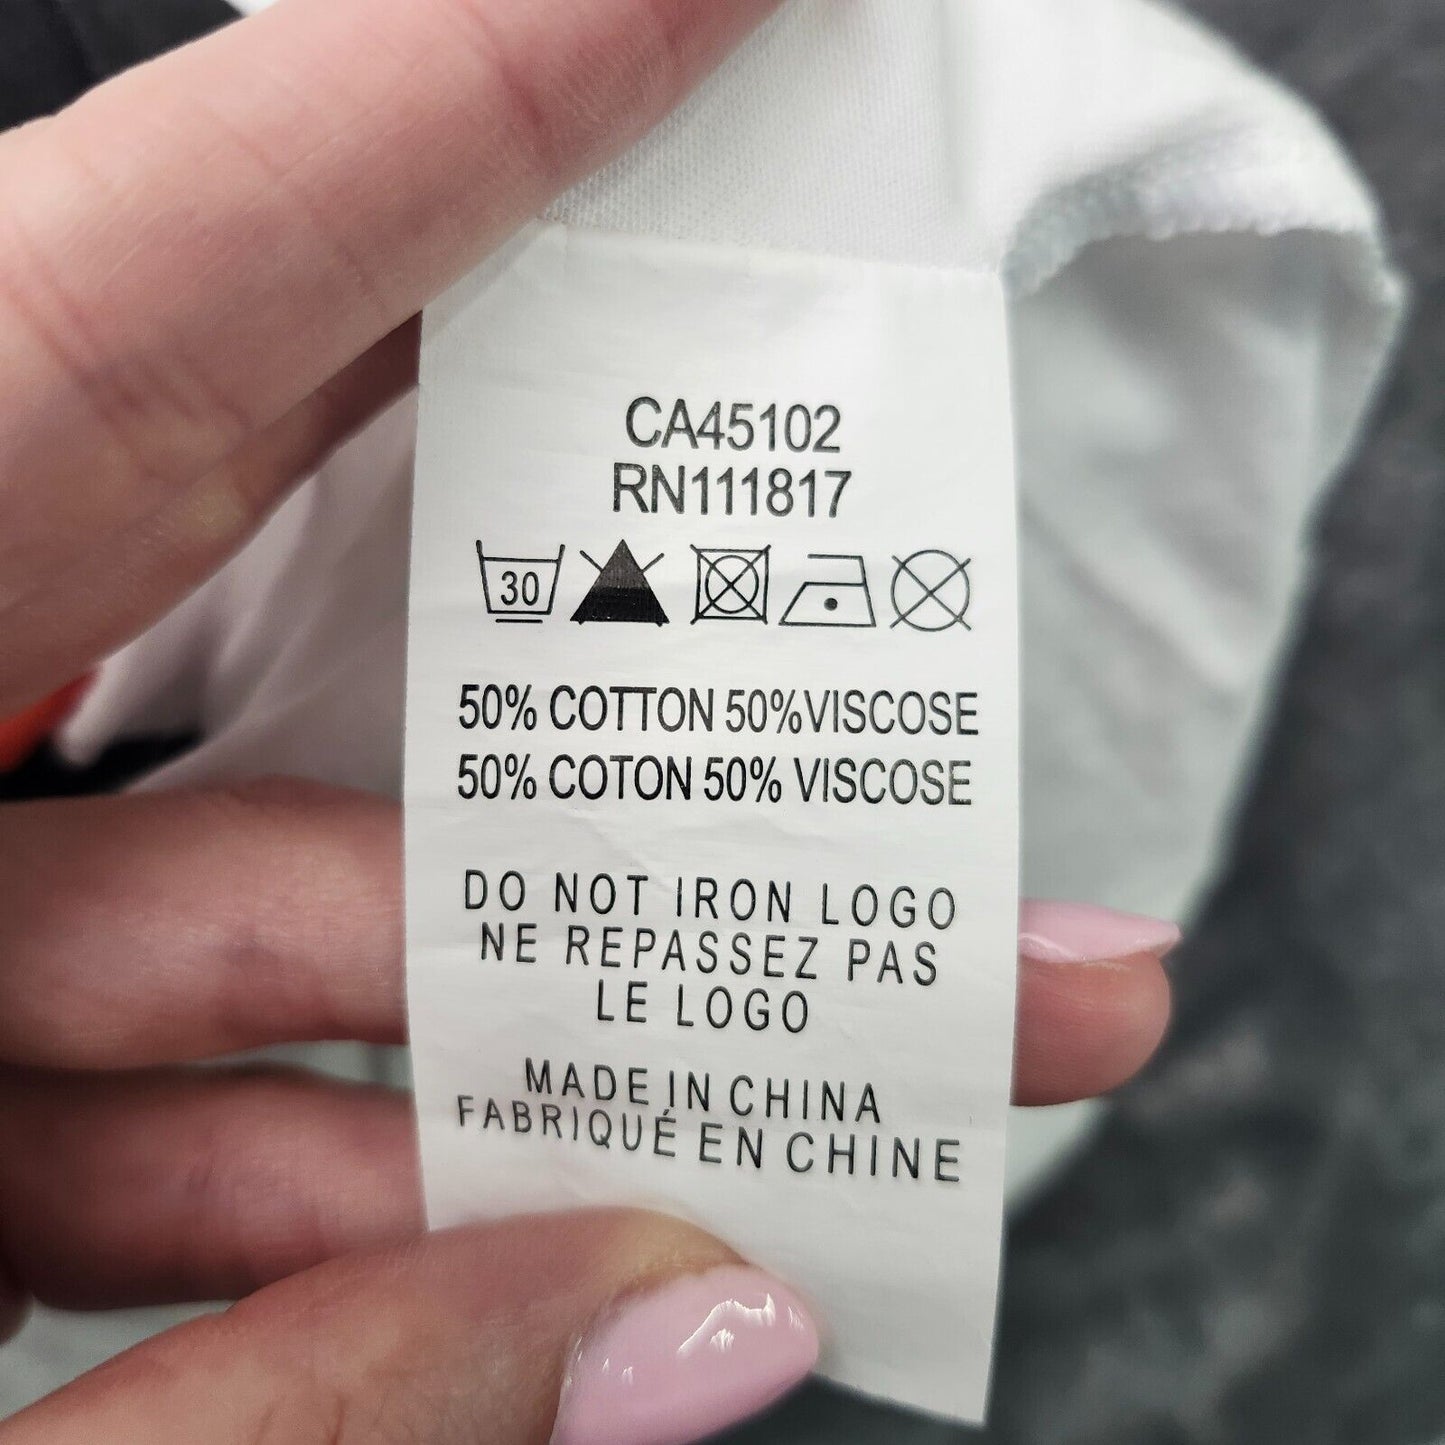 CA45102
RN111817
30
50% COTTON 50%VISCOSE
50% COTON 50% VISCOSE
DO NOT IRON LOGO
NE REPASSEZ PAS
LE LOGO
MADE IN CHINA
FABRIQUÉ EN CHINE